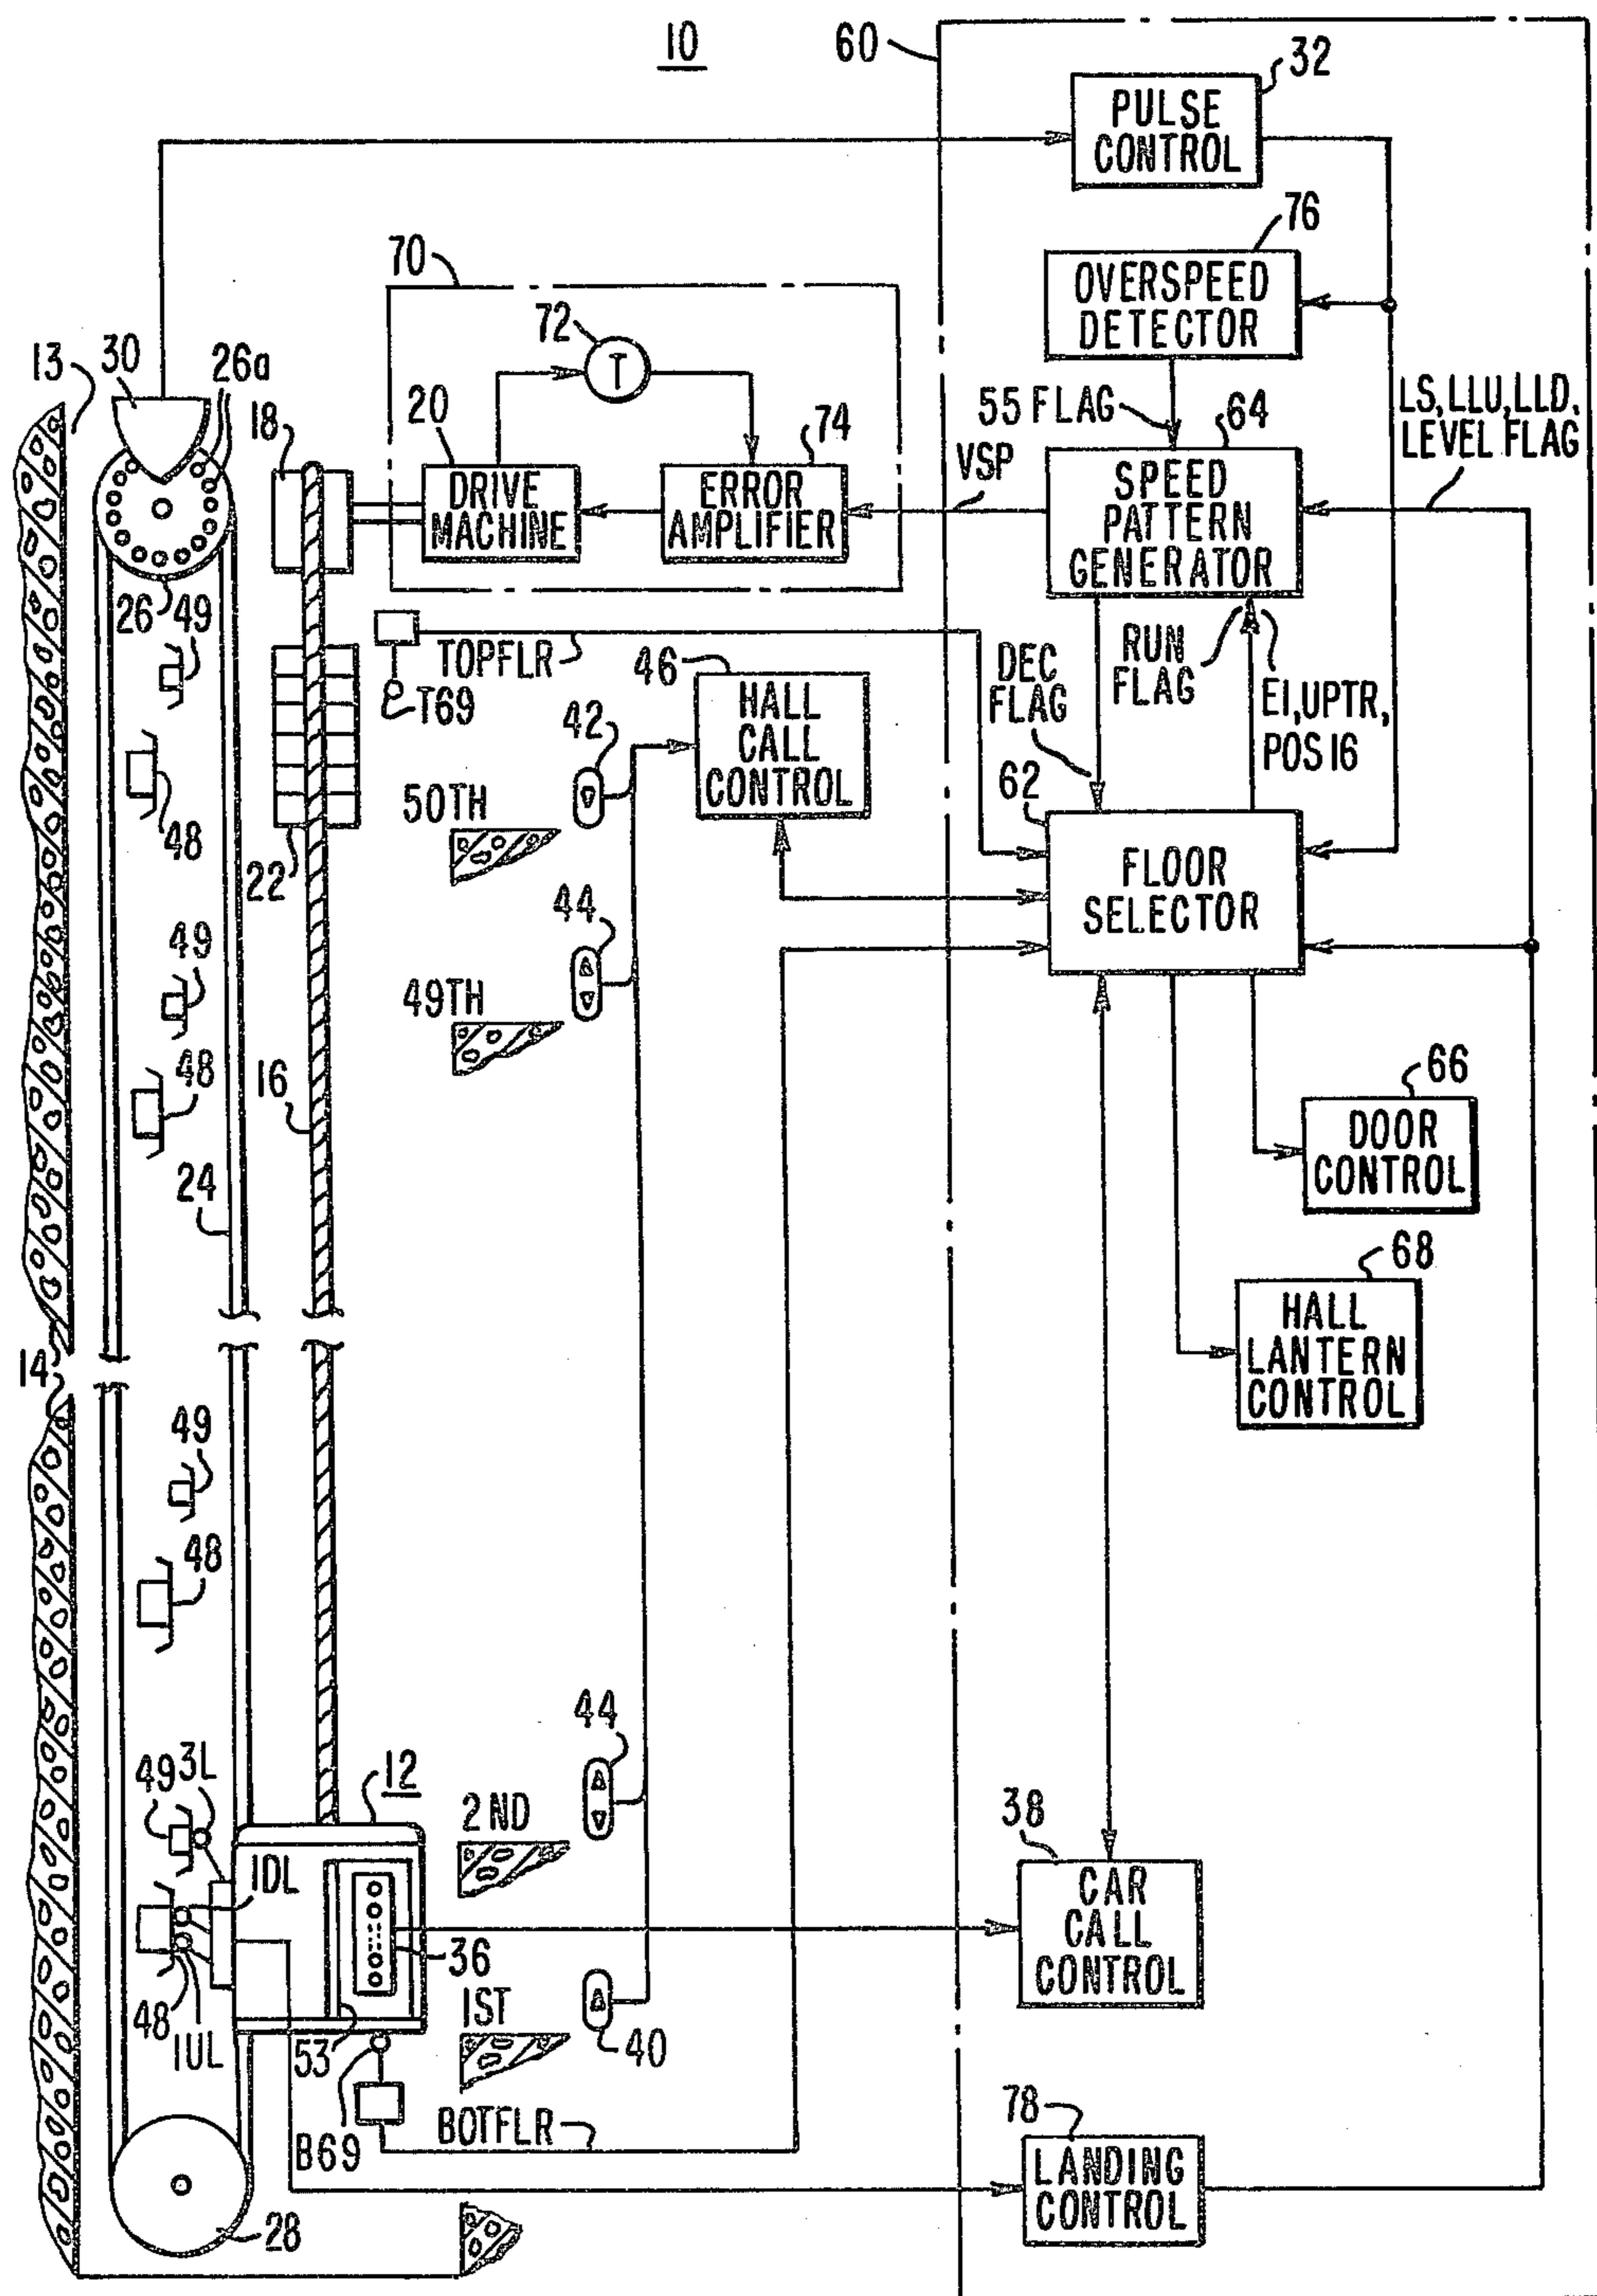 10
60
32
PULSE
CONTROL
76
OVERSPEED
DETECTOR
70
72
T
13
30
26a
18
20
DRIVE
MACHINE
74
ERROR
AMPLIFIER
55 FLAG
VSP
64
SPEED
PATTERN
GENERATOR
LS, LLU, LLD,
LEVEL FLAG
26
49
TOPFLR
T69
46
HALL
CALL
CONTROL
DEC
FLAG
RUN
FLAG
EI, UPTR,
POS16
42
50TH
48
22
62
FLOOR
SELECTOR
44
49
49TH
48
16
24
66
DOOR
CONTROL
68
HALL
LANTERN
CONTROL
14
49
48
44
49
3L
12
2ND
38
CAR
CALL
CONTROL
1DL
36
1ST
48
1UL
53
40
B69
BOTFLR
78
LANDING
CONTROL
28